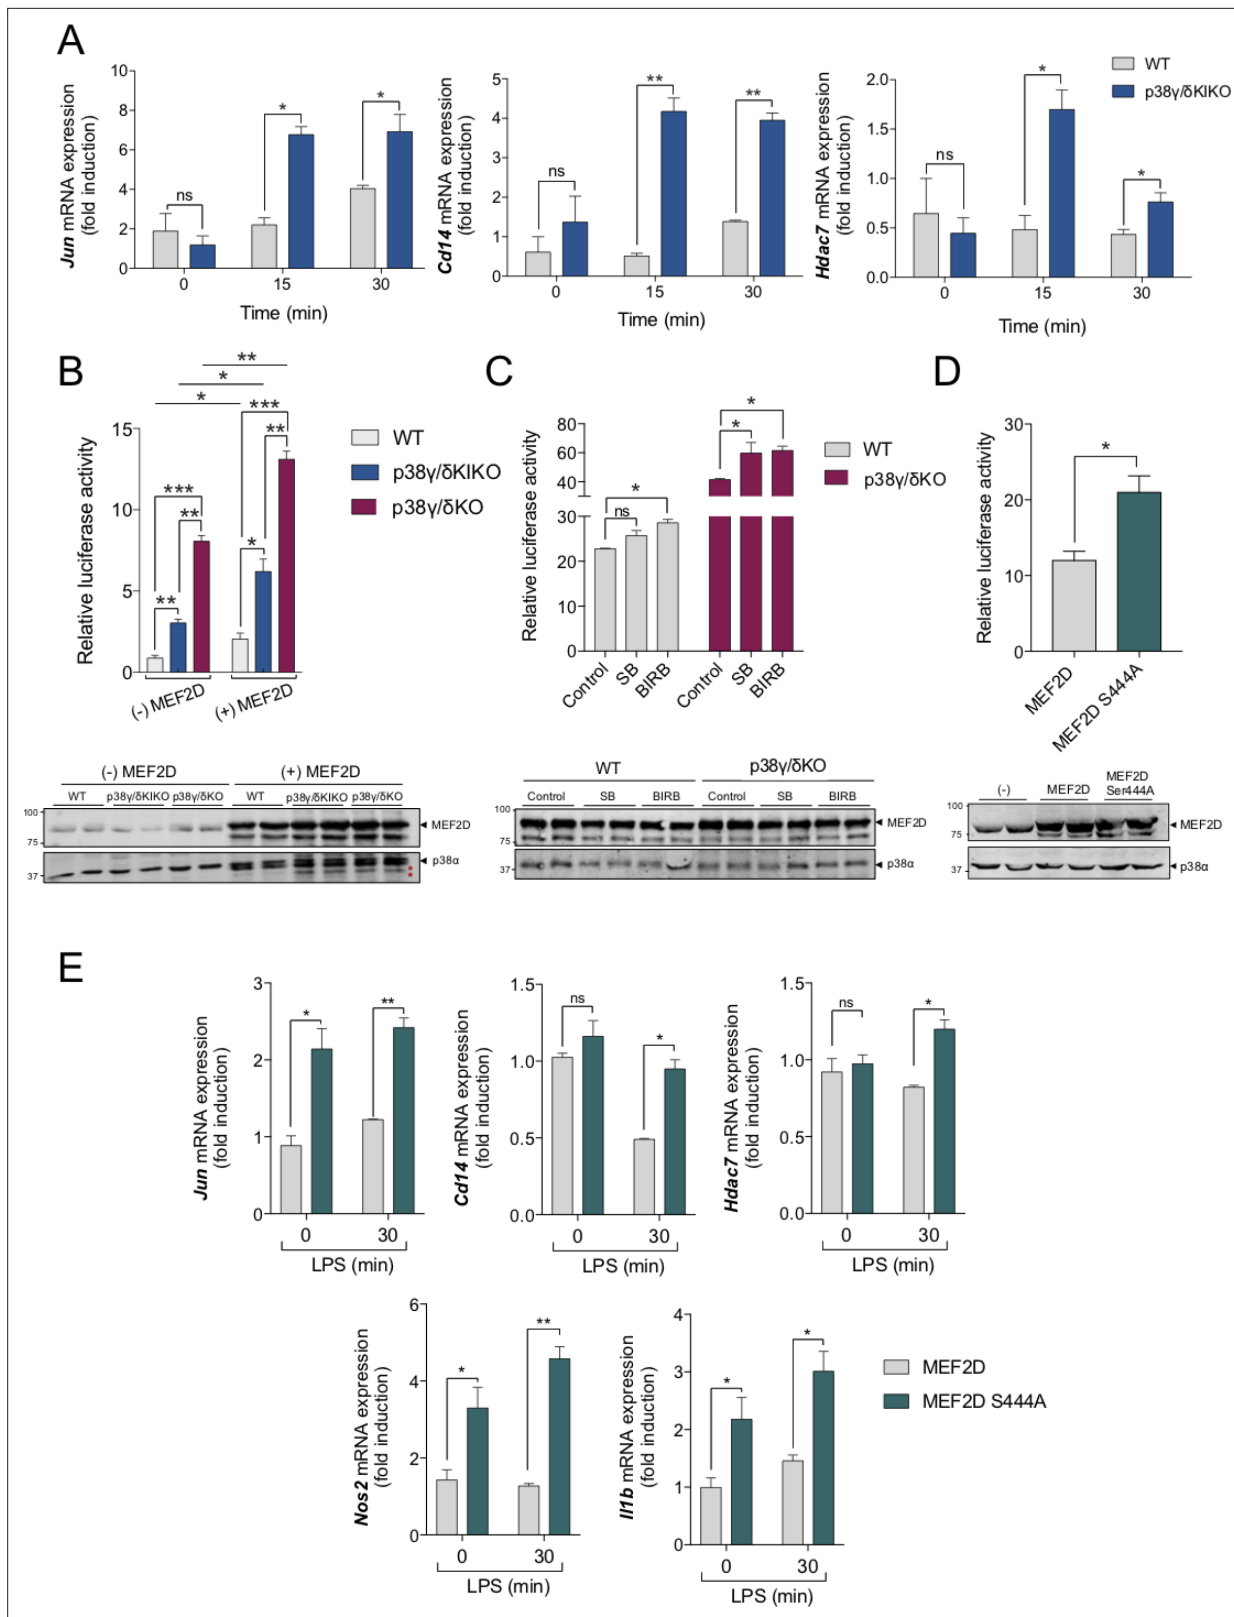 A
Jun mRNA expression
(fold induction)
10
8
6
4
2
0
ns
*
*
0
15
30
Time (min)
Cd14 mRNA expression
(fold induction)
5
4
3
2
1
0
ns
**
**
0
15
30
Time (min)
Hdac7 mRNA expression
(fold induction)
2.0
1.5
1.0
0.5
0.0
ns
*
*
0
15
30
Time (min)
WT
p38γ/δKIKO
B
Relative luciferase activity
15
10
5
0
**
*
*
***
**
***
**
**
*
(-) MEF2D
(+) MEF2D
WT
p38γ/δKIKO
p38γ/δKO
C
Relative luciferase activity
80
60
40
30
20
10
0
*
ns
*
*
Control
SB
BIRB
Control
SB
BIRB
WT
p38γ/δKO
D
Relative luciferase activity
30
20
10
0
*
MEF2D
MEF2D S444A
(-) MEF2D
(+) MEF2D
WT
p38γ/δKIKO
p38γ/δKO
WT
p38γ/δKIKO
p38γ/δKO
100
75
37
MEF2D
p38α
*
*
WT
p38γ/δKO
Control
SB
BIRB
Control
SB
BIRB
100
75
37
MEF2D
p38α
(-)
MEF2D
MEF2D
Ser444A
100
75
37
MEF2D
p38α
E
Jun mRNA expression
(fold induction)
3
2
1
0
*
**
0
30
LPS (min)
Cd14 mRNA expression
(fold induction)
1.5
1.0
0.5
0.0
ns
*
0
30
LPS (min)
Hdac7 mRNA expression
(fold induction)
1.5
1.0
0.5
0.0
ns
*
0
30
LPS (min)
Nos2 mRNA expression
(fold induction)
6
4
2
0
*
**
0
30
LPS (min)
Il1b mRNA expression
(fold induction)
4
3
2
1
0
*
*
0
30
LPS (min)
MEF2D
MEF2D S444A